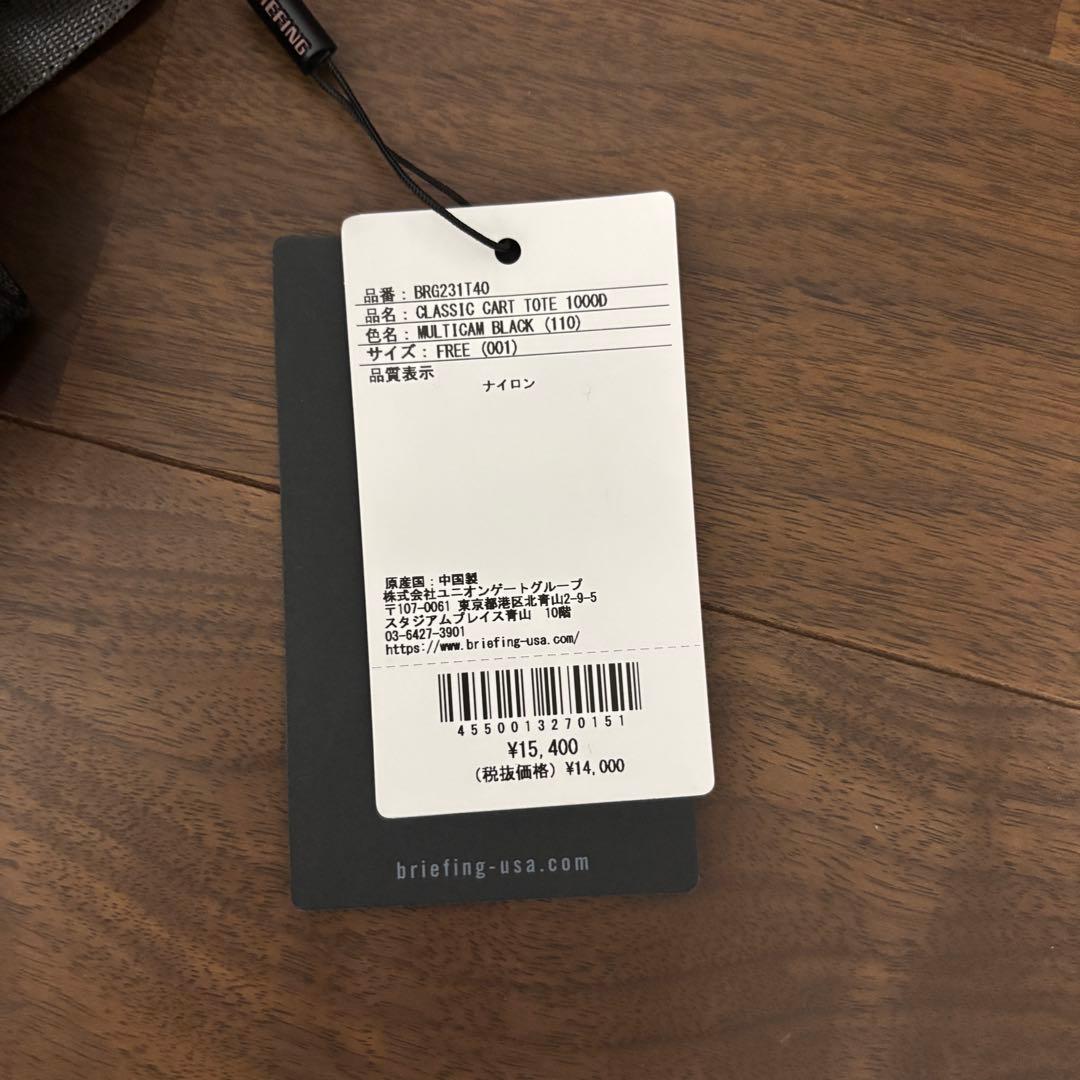 BRIEFING
品番：BRG231T40
品名：CLASSIC CART TOTE 1000D
色名：MULTICAM BLACK (110)
サイズ：FREE (001)
品質表示
ナイロン
原産国：中国製
株式会社ユニオンゲートグループ
〒107-0061 東京都港区北青山2-9-5
スタジアムプレイス青山　10階
03-6427-3901
https://www.briefing-usa.com/
4550013270151
¥15,400
(税抜価格) ¥14,000
briefing-usa.com